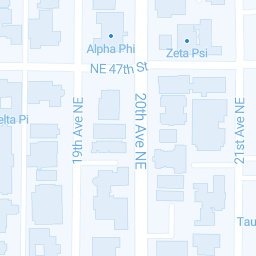 Alpha Phi
Zeta Psi
NE 47th St
elta Pi
19th Ave NE
20th Ave NE
21st Ave NE
Tau